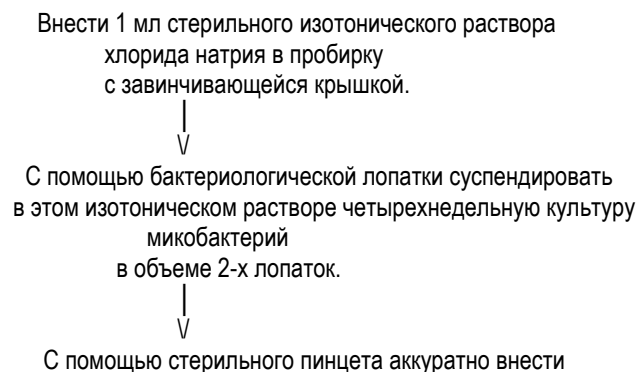 Внести 1 мл стерильного изотонического раствора
хлорида натрия в пробирку
с завинчивающейся крышкой.
С помощью бактериологической лопатки суспендировать
в этом изотоническом растворе четырехнедельную культуру
микобактерий
в объеме 2-х лопаток.
С помощью стерильного пинцета аккуратно внести